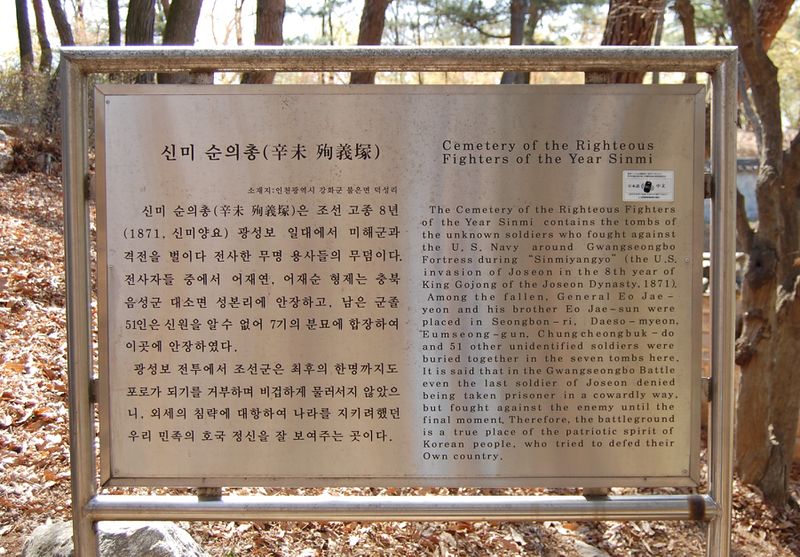 신미 순의총(辛未 殉義塚)
소재지:인천광역시 강화군 불은면 덕성리
신미 순의총(辛未 殉義塚)은 조선 고종 8년
(1871, 신미양요) 광성보 일대에서 미해군과
격전을 벌이다 전사한 무명 용사들의 무덤이다.
전사자들 중에서 어재연, 어재순 형제는 충북
음성군 대소면 성본리에 안장하고, 남은 군졸
51인은 신원을 알 수 없어 7기의 분묘에 합장하여
이곳에 안장하였다.
광성보 전투에서 조선군은 최후의 한명까지도
포로가 되기를 거부하며 비겁하게 물러서지 않았으
니, 외세의 침략에 대항하여 나라를 지키려했던
우리 민족의 호국 정신을 잘 보여주는 곳이다.
Cemetery of the Righteous
Fighters of the Year Sinmi
日本語 中文
The Cemetery of the Righteous Fighters
of the Year Sinmi contains the tombs of
the unknown soldiers who fought against
the U.S. Navy around Gwangseongbo
Fortress during "Sinmiyangyo" (the U.S.
invasion of Joseon in the 8th year of
King Gojong of the Joseon Dynasty, 1871).
Among the fallen, General Eo Jae-
yeon and his brother Eo Jae-sun were
placed in Seongbon-ri, Daeso-myeon,
Eumseong-gun, Chungcheongbuk-do
and 51 other unidentified soldiers were
buried together in the seven tombs here.
It is said that in the Gwangseongbo Battle
even the last soldier of Joseon denied
being taken prisoner in a cowardly way,
but fought against the enemy until the
final moment. Therefore, the battleground
is a true place of the patriotic spirit of
Korean people, who tried to defed their
Own country.